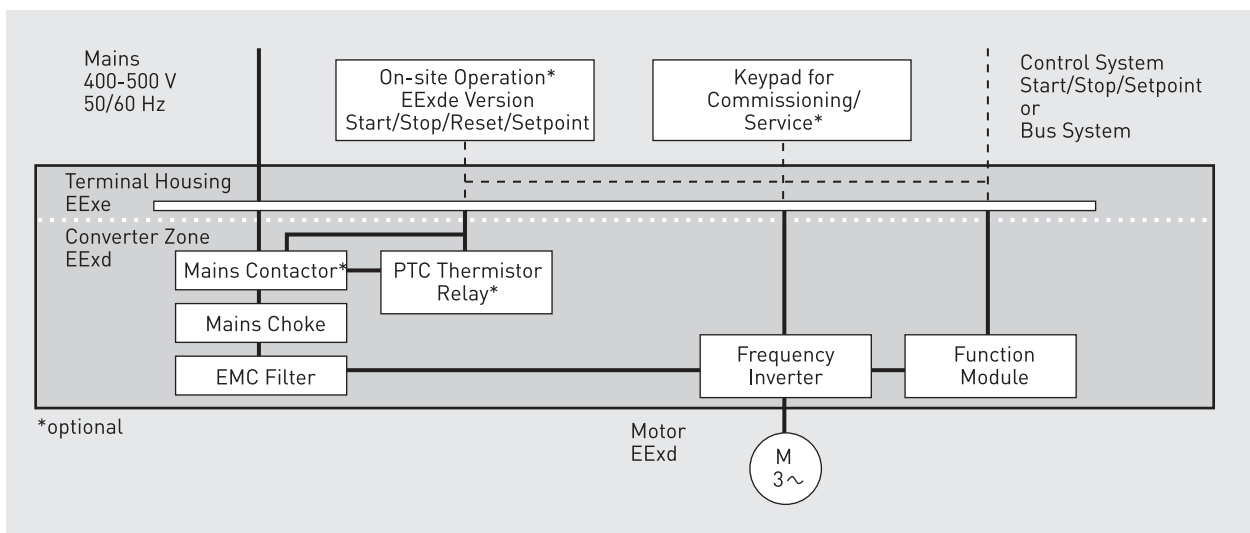 Mains
400-500 V
50/60 Hz
On-site Operation*
EExde Version
Start/Stop/Reset/Setpoint
Keypad for
Commissioning/
Service*
Control System
Start/Stop/Setpoint
or
Bus System
Terminal Housing
EExe
Converter Zone
EExd
Mains Contactor*
PTC Thermistor
Relay*
Mains Choke
EMC Filter
Frequency
Inverter
Function
Module
*optional
Motor
EExd
M
3~